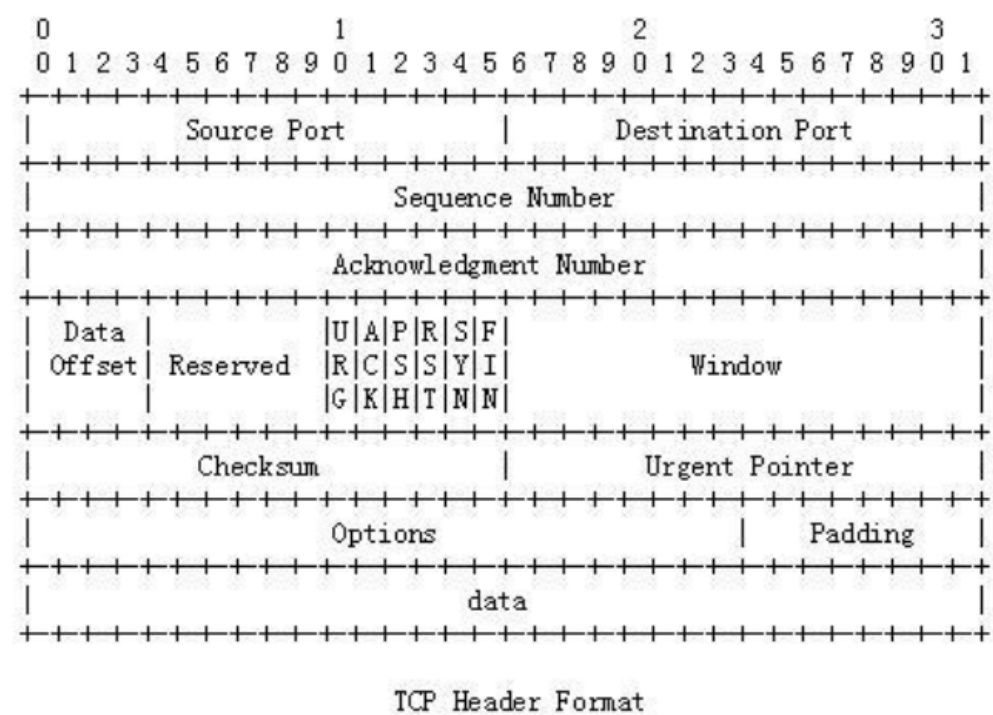 0 1 2 3
0 1 2 3 4 5 6 7 8 9 0 1 2 3 4 5 6 7 8 9 0 1 2 3 4 5 6 7 8 9 0 1
Source Port | Destination Port
Sequence Number
Acknowledgment Number
Data |U|A|P|R|S|F|
Offset| Reserved |R|C|S|S|Y|I| Window
|G|K|H|T|N|N|
Checksum | Urgent Pointer
Options | Padding
data
TCP Header Format